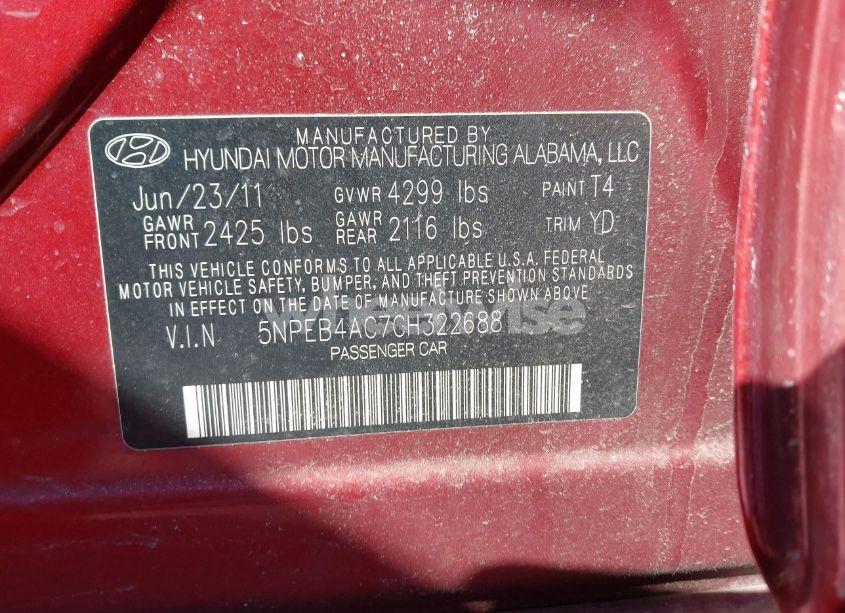 MANUFACTURED BY
HYUNDAI MOTOR MANUFACTURING ALABAMA, LLC
Jun/23/11 GVWR 4299 lbs PAINT T4
GAWR FRONT 2425 lbs GAWR REAR 2116 lbs TRIM YD
THIS VEHICLE CONFORMS TO ALL APPLICABLE U.S.A. FEDERAL
MOTOR VEHICLE SAFETY, BUMPER, AND THEFT PREVENTION STANDARDS
IN EFFECT ON THE DATE OF MANUFACTURE SHOWN ABOVE
V.I.N 5NPEB4AC7CH322688
PASSENGER CAR